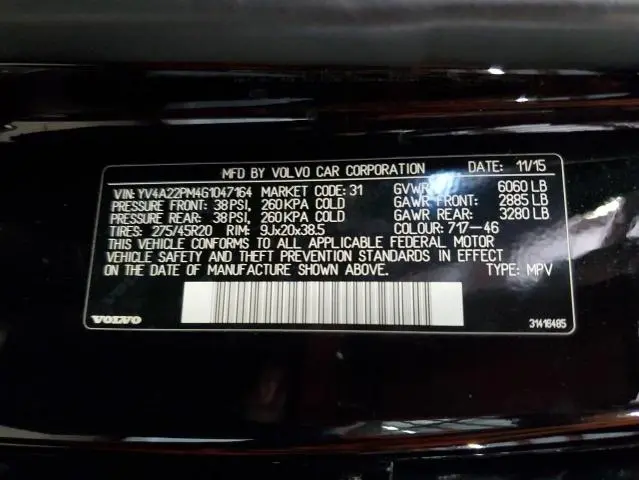 MFD BY VOLVO CAR CORPORATION DATE: 11/15
VIN: YV4A22PM4G1047164 MARKET CODE: 31 GVWR 6060 LB
PRESSURE FRONT: 38 PSI, 260 KPA COLD GAWR FRONT: 2885 LB
PRESSURE REAR: 38 PSI, 260 KPA COLD GAWR REAR: 3280 LB
TIRES: 275/45R20 RIM: 9Jx20x38.5 COLOUR: 717-46
THIS VEHICLE CONFORMS TO ALL APPLICABLE FEDERAL MOTOR
VEHICLE SAFETY AND THEFT PREVENTION STANDARDS IN EFFECT
ON THE DATE OF MANUFACTURE SHOWN ABOVE. TYPE: MPV
VOLVO 31416485